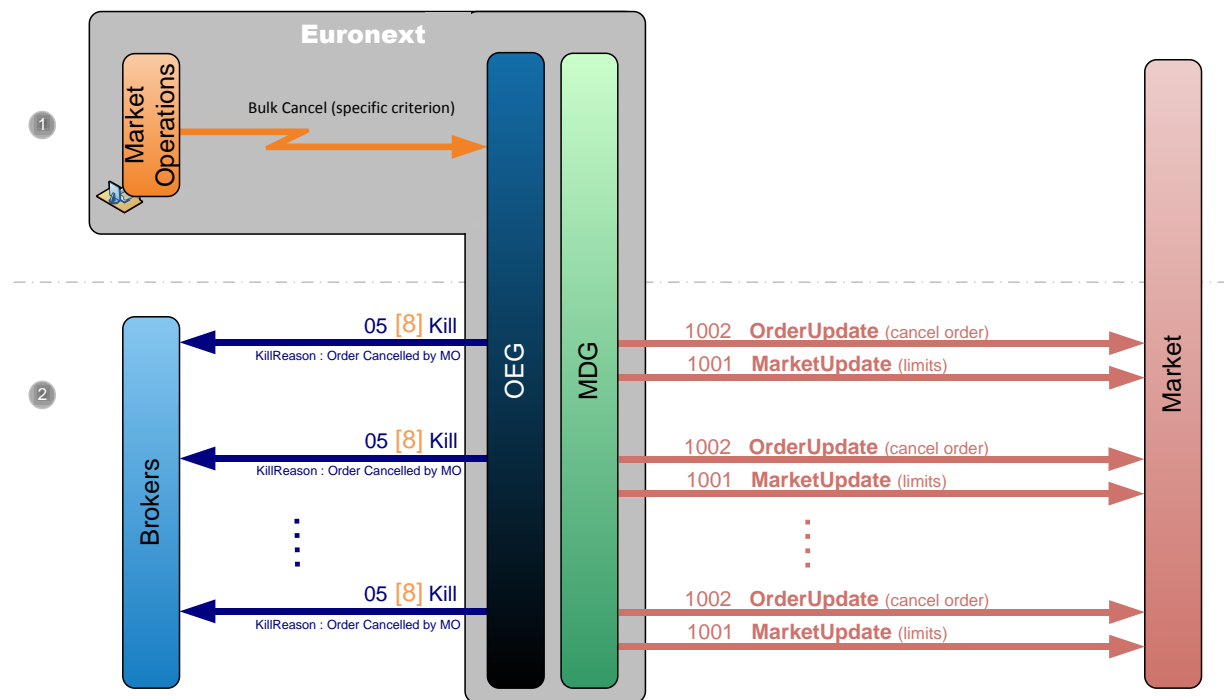 Euronext
1
Market
Operations
Bulk Cancel (specific criterion)
OEG
MDG
Market
2
Brokers
05 [8] Kill
KillReason : Order Cancelled by MO
1002 OrderUpdate (cancel order)
1001 MarketUpdate (limits)
05 [8] Kill
KillReason : Order Cancelled by MO
1002 OrderUpdate (cancel order)
1001 MarketUpdate (limits)
05 [8] Kill
KillReason : Order Cancelled by MO
1002 OrderUpdate (cancel order)
1001 MarketUpdate (limits)